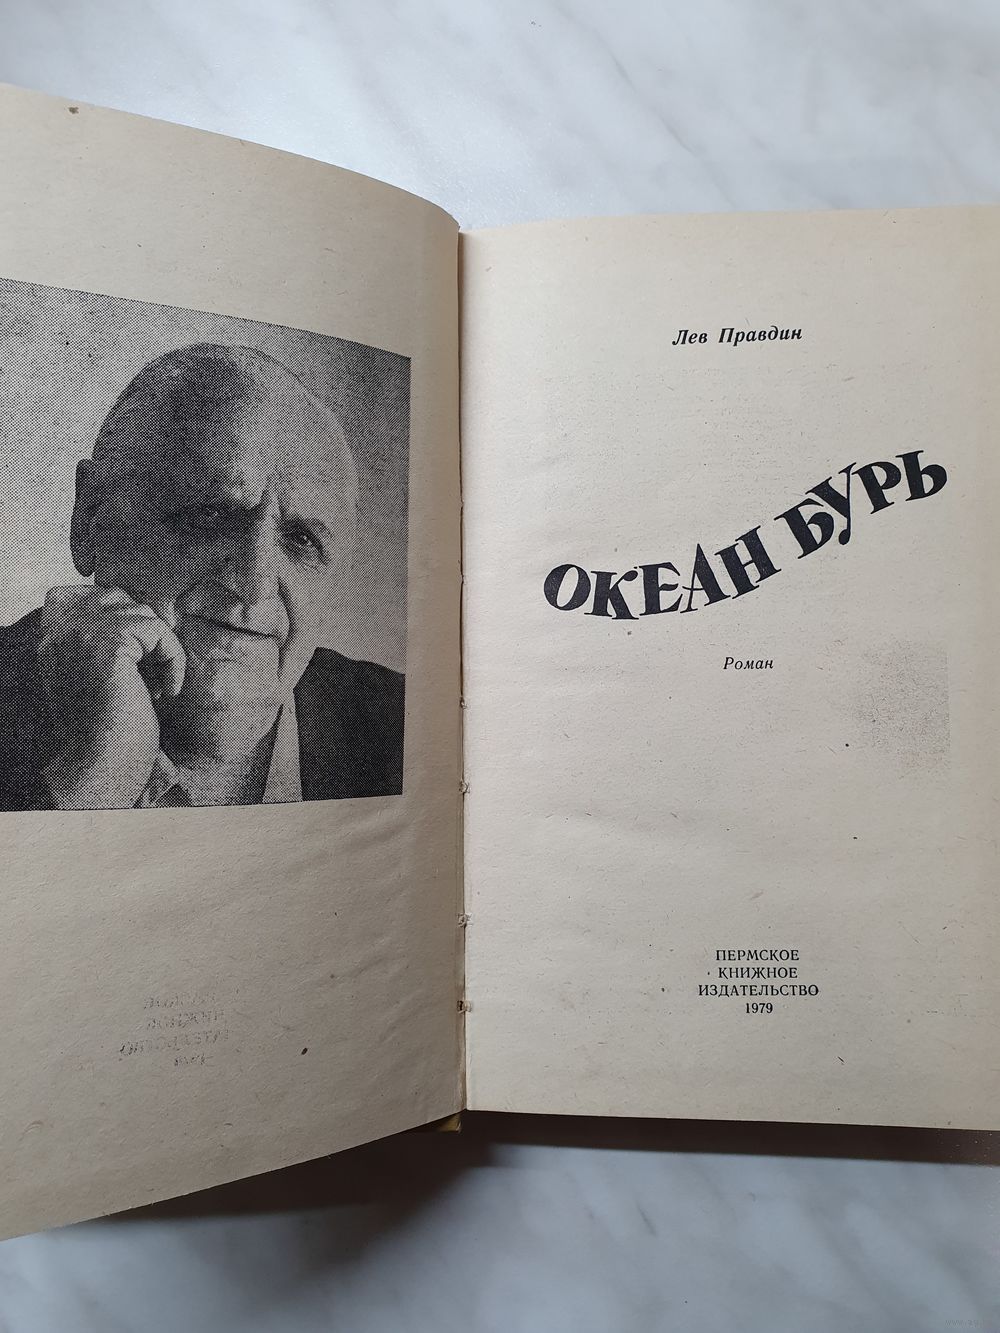 Лев Правдин
ОКЕАН БУРЬ
Роман
ПЕРМСКОЕ
КНИЖНОЕ
ИЗДАТЕЛЬСТВО
1979